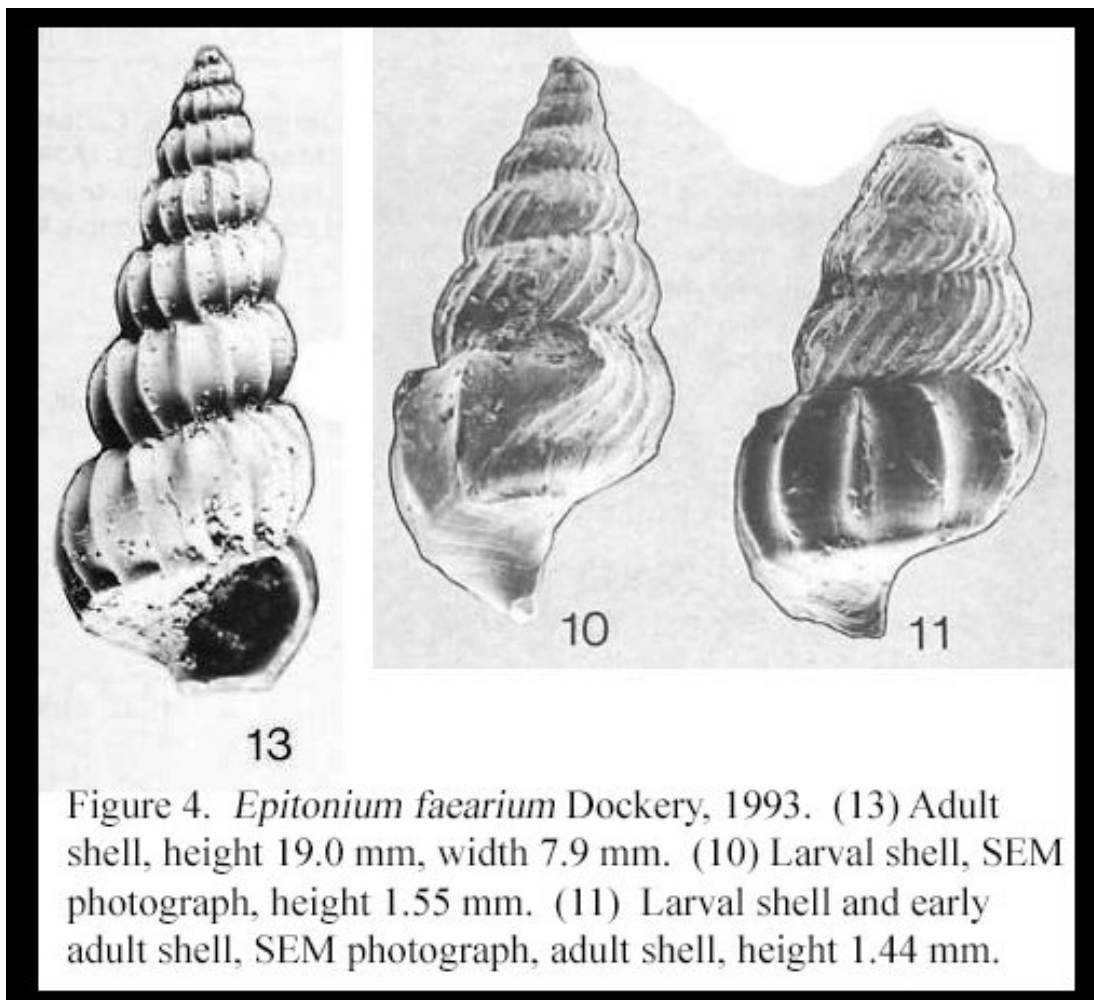 10
11
13
Figure 4. Epitonium faearium Dockery, 1993. (13) Adult
shell, height 19.0 mm, width 7.9 mm. (10) Larval shell, SEM
photograph, height 1.55 mm. (11) Larval shell and early
adult shell, SEM photograph, adult shell, height 1.44 mm.